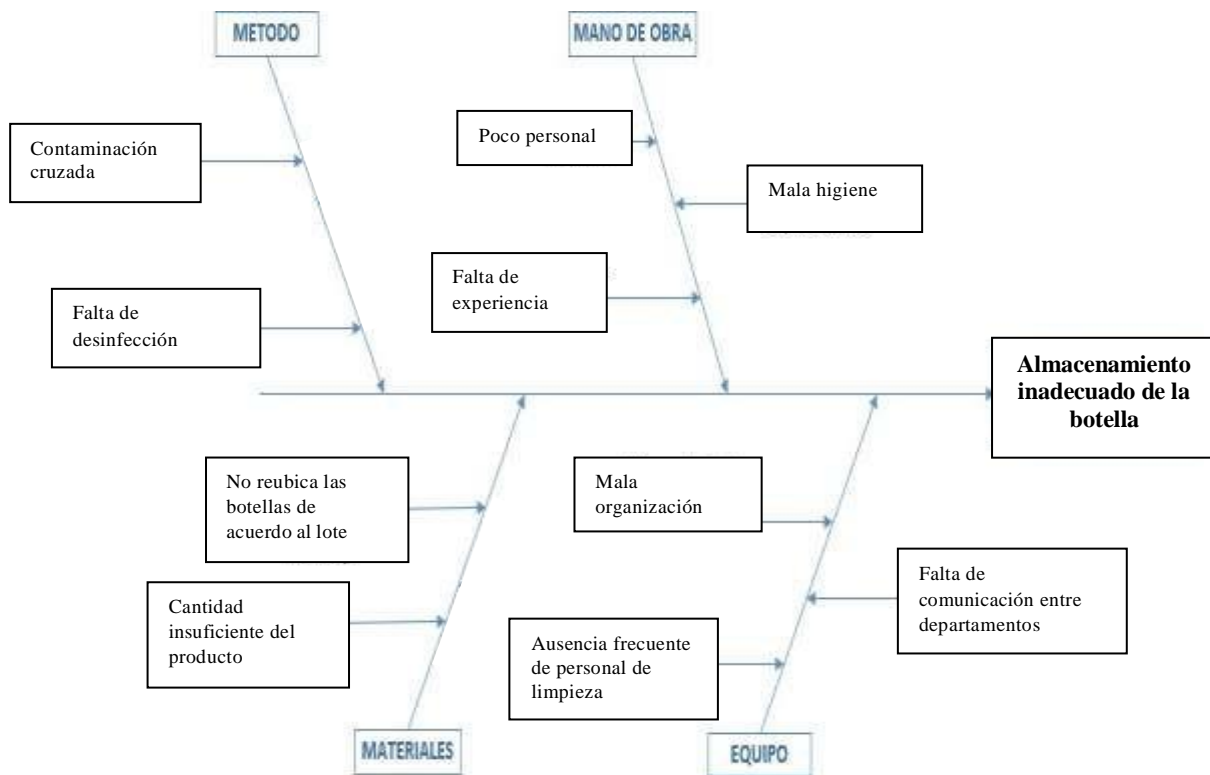 METODO
MANO DE OBRA
Contaminación
cruzada
Poco personal
Mala higiene
Falta de
experiencia
Falta de
desinfección
Almacenamiento
inadecuado de la
botella
No reubica las
botellas de
acuerdo al lote
Mala
organización
Cantidad
insuficiente del
producto
Falta de
comunicación entre
departamentos
Ausencia frecuente
de personal de
limpieza
MATERIALES
EQUIPO